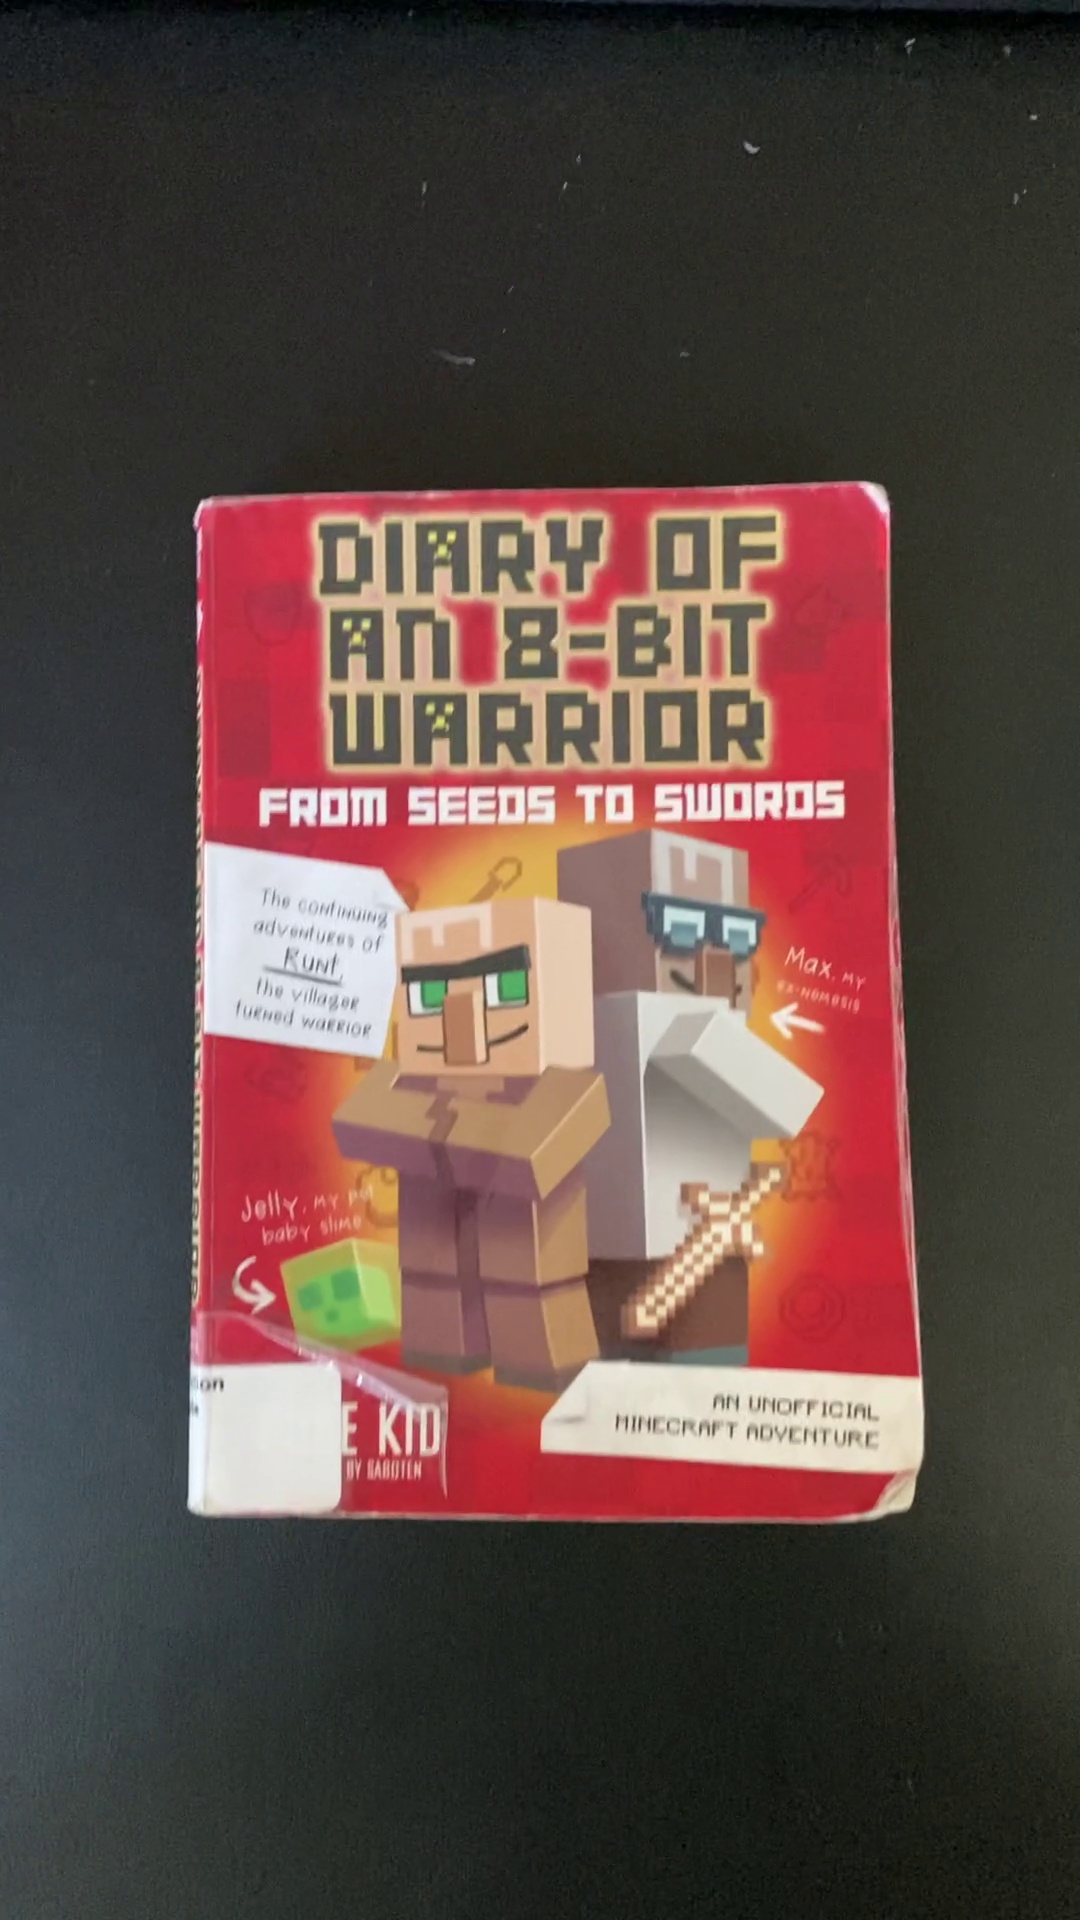 DIARY OF
AN 8-BIT
WARRIOR
FROM SEEDS TO SWORDS
The continuing
adventures of
Runt,
the villager
turned warrior
Max, my
ex-nemesis
Jelly, my pet
baby slime
son
E KID
BY SABOTEN
AN UNOFFICIAL
MINECRAFT ADVENTURE